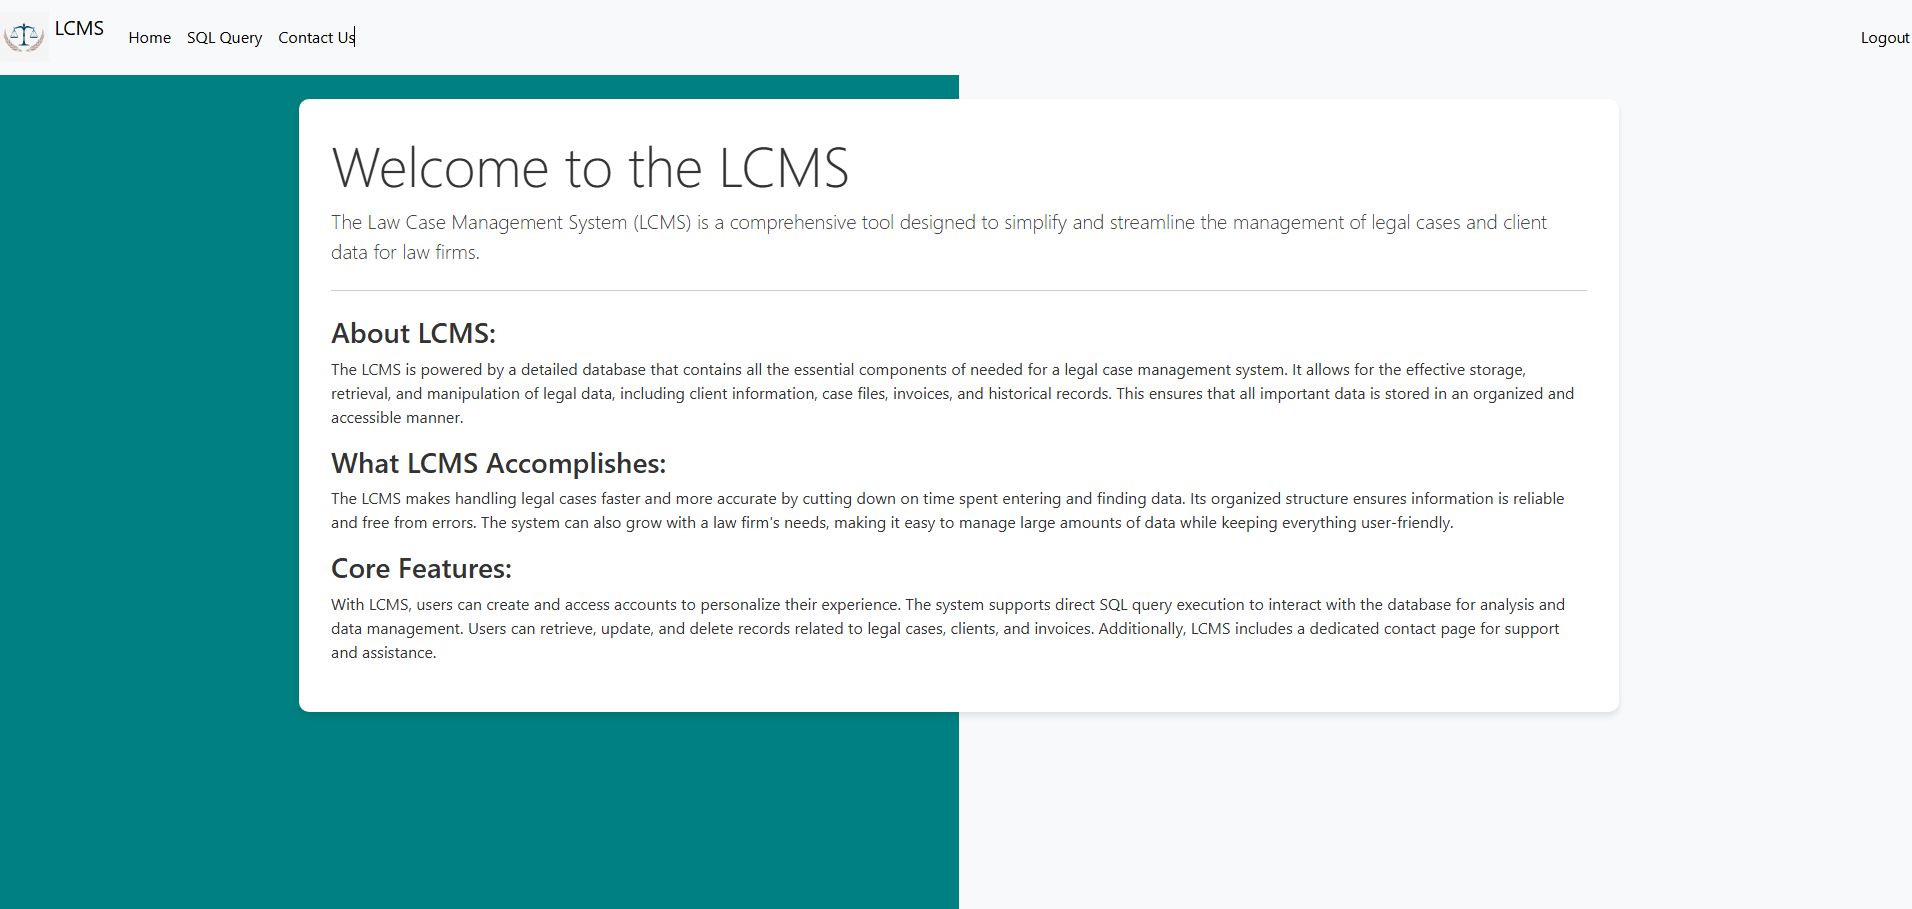 LCMS
Home SQL Query Contact Us
Logout
Welcome to the LCMS
The Law Case Management System (LCMS) is a comprehensive tool designed to simplify and streamline the management of legal cases and client
data for law firms.
About LCMS:
The LCMS is powered by a detailed database that contains all the essential components of needed for a legal case management system. It allows for the effective storage,
retrieval, and manipulation of legal data, including client information, case files, invoices, and historical records. This ensures that all important data is stored in an organized and
accessible manner.
What LCMS Accomplishes:
The LCMS makes handling legal cases faster and more accurate by cutting down on time spent entering and finding data. Its organized structure ensures information is reliable
and free from errors. The system can also grow with a law firm's needs, making it easy to manage large amounts of data while keeping everything user-friendly.
Core Features:
With LCMS, users can create and access accounts to personalize their experience. The system supports direct SQL query execution to interact with the database for analysis and
data management. Users can retrieve, update, and delete records related to legal cases, clients, and invoices. Additionally, LCMS includes a dedicated contact page for support
and assistance.